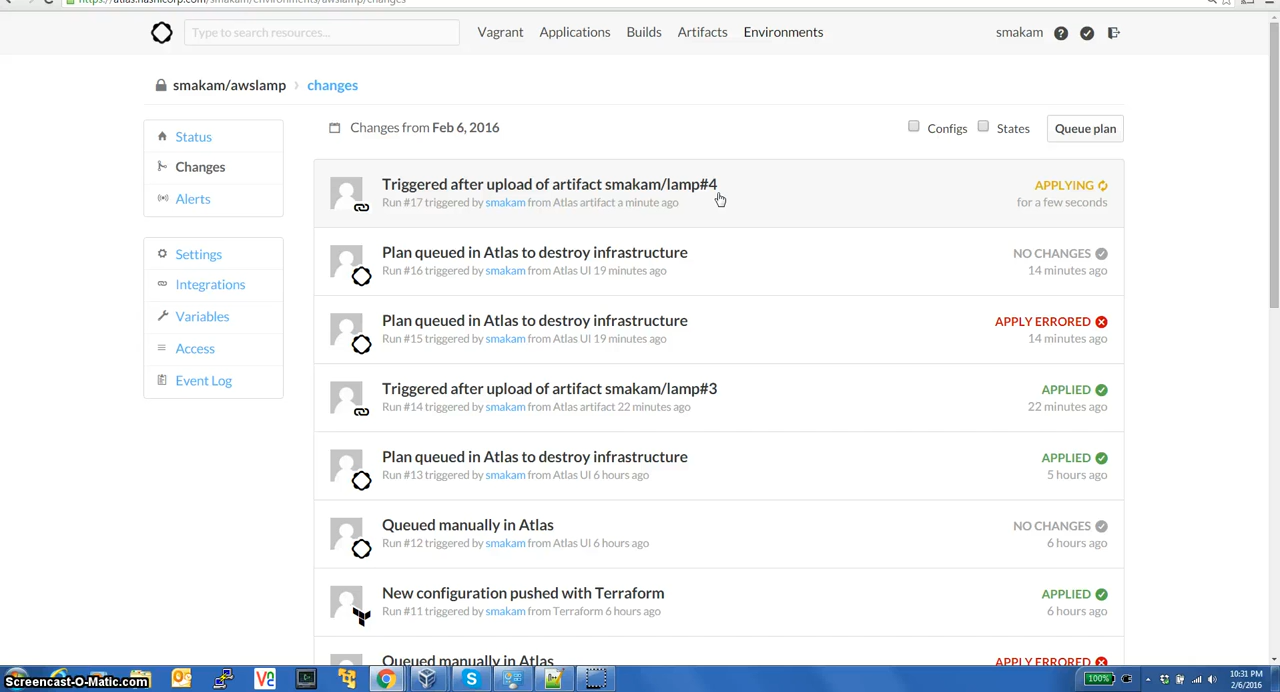 https://atlas.hashicorp.com/smakam/environments/awslamp/changes
Type to search resources...
Vagrant
Applications
Builds
Artifacts
Environments
smakam
smakam/awslamp › changes
Status
Changes
Alerts
Settings
Integrations
Variables
Access
Event Log
Changes from Feb 6, 2016
Configs
States
Queue plan
Triggered after upload of artifact smakam/lamp#4
APPLYING
Run #17 triggered by smakam from Atlas artifact a minute ago
for a few seconds
Plan queued in Atlas to destroy infrastructure
NO CHANGES
Run #16 triggered by smakam from Atlas UI 19 minutes ago
14 minutes ago
Plan queued in Atlas to destroy infrastructure
APPLY ERRORED
Run #15 triggered by smakam from Atlas UI 19 minutes ago
14 minutes ago
Triggered after upload of artifact smakam/lamp#3
APPLIED
Run #14 triggered by smakam from Atlas artifact 22 minutes ago
22 minutes ago
Plan queued in Atlas to destroy infrastructure
APPLIED
Run #13 triggered by smakam from Atlas UI 6 hours ago
5 hours ago
Queued manually in Atlas
NO CHANGES
Run #12 triggered by smakam from Atlas UI 6 hours ago
6 hours ago
New configuration pushed with Terraform
APPLIED
Run #11 triggered by smakam from Terraform 6 hours ago
6 hours ago
Queued manually in Atlas
APPLY ERRORED
100%
10:31 PM
2/6/2016
Screencast-O-Matic.com